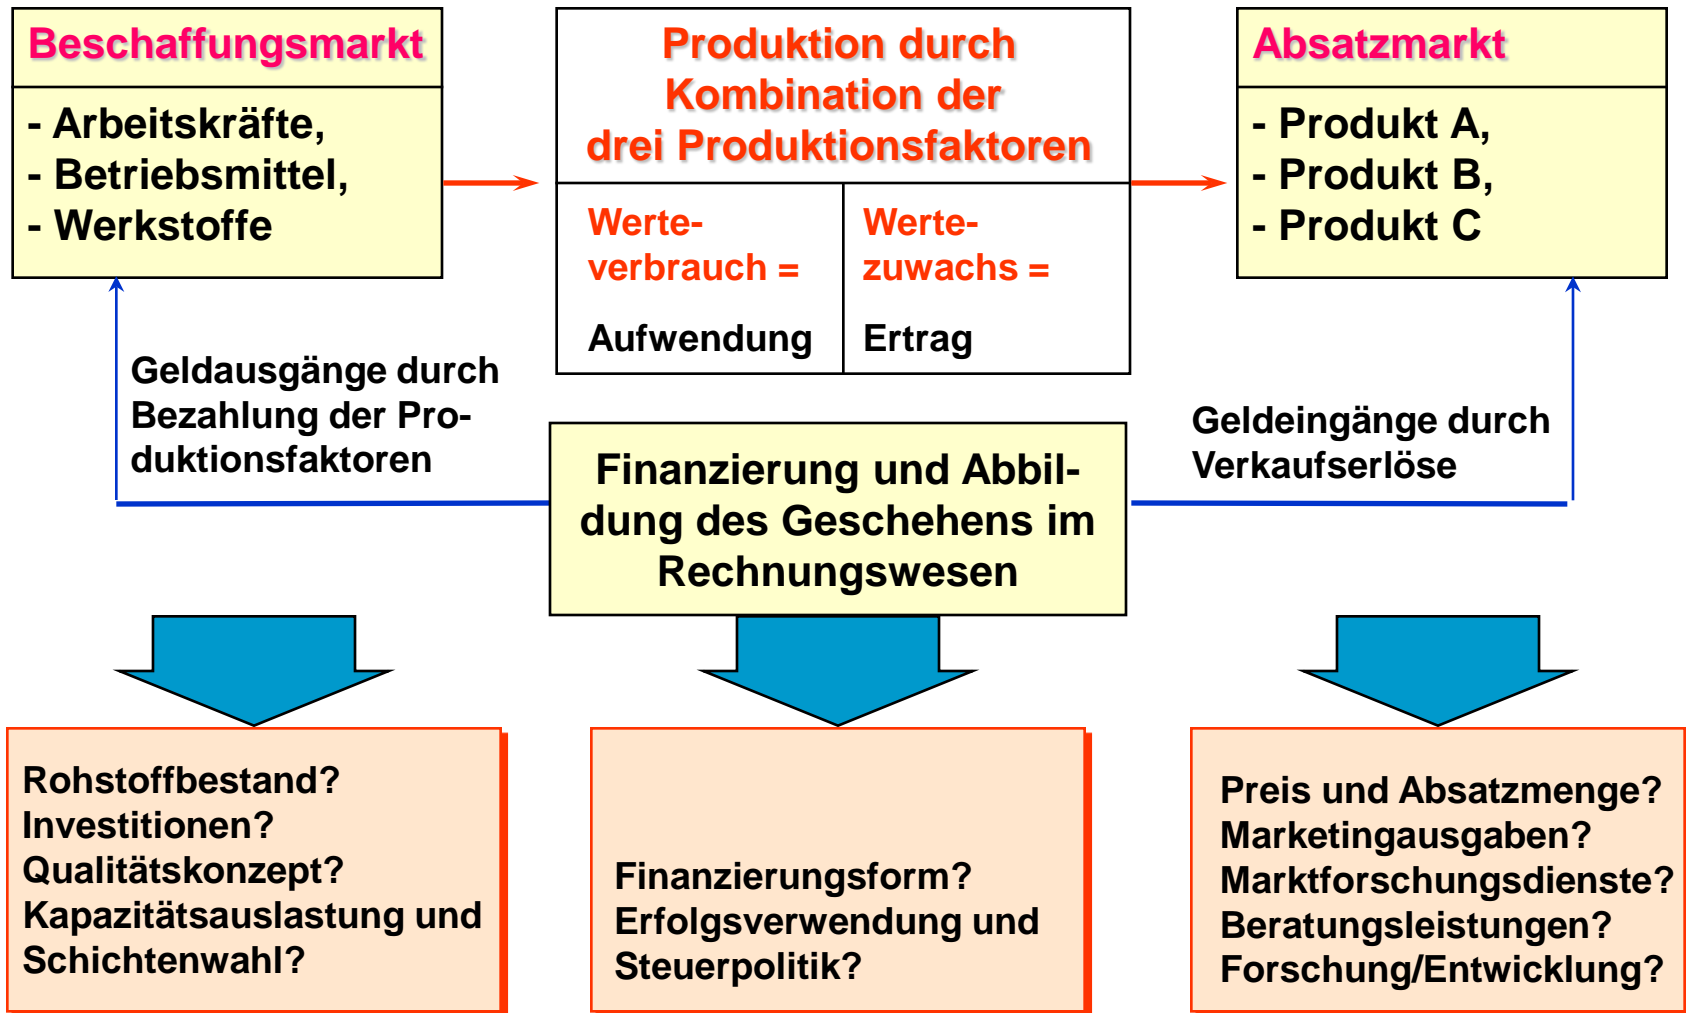 Beschaffungsmarkt
- Arbeitskräfte,
- Betriebsmittel,
- Werkstoffe
Produktion durch
Kombination der
drei Produktionsfaktoren
Werte-
verbrauch =
Aufwendung
Werte-
zuwachs =
Ertrag
Absatzmarkt
- Produkt A,
- Produkt B,
- Produkt C
Geldausgänge durch
Bezahlung der Pro-
duktionsfaktoren
Finanzierung und Abbil-
dung des Geschehens im
Rechnungswesen
Geldeingänge durch
Verkaufserlöse
Rohstoffbestand?
Investitionen?
Qualitätskonzept?
Kapazitätsauslastung und
Schichtenwahl?
Finanzierungsform?
Erfolgsverwendung und
Steuerpolitik?
Preis und Absatzmenge?
Marketingausgaben?
Marktforschungsdienste?
Beratungsleistungen?
Forschung/Entwicklung?